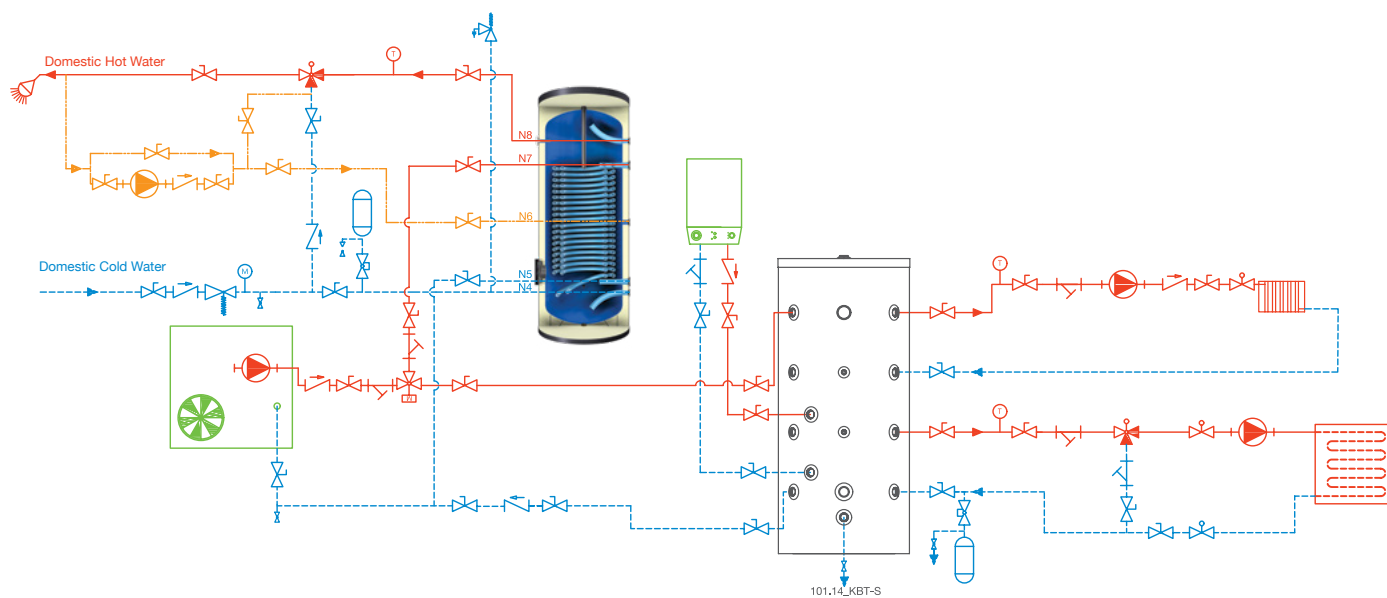 Domestic Hot Water
T
N8
N7
N6
Domestic Cold Water
M
N5
N4
T
T
M
101.14_KBT-S